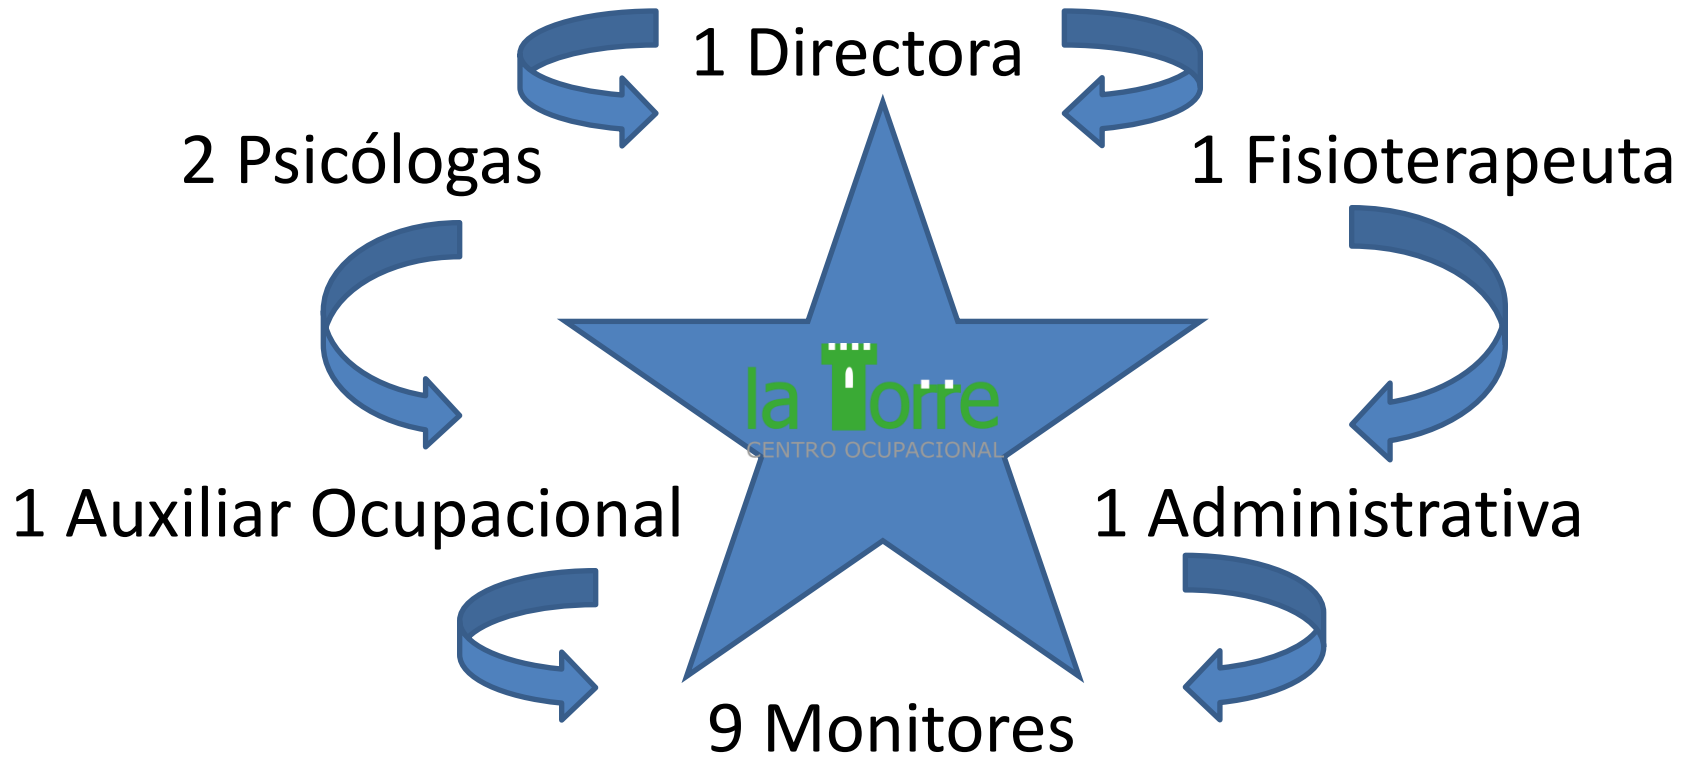 1 Directora
2 Psicólogas
1 Fisioterapeuta
la Torre
CENTRO OCUPACIONAL
1 Auxiliar Ocupacional
1 Administrativa
9 Monitores